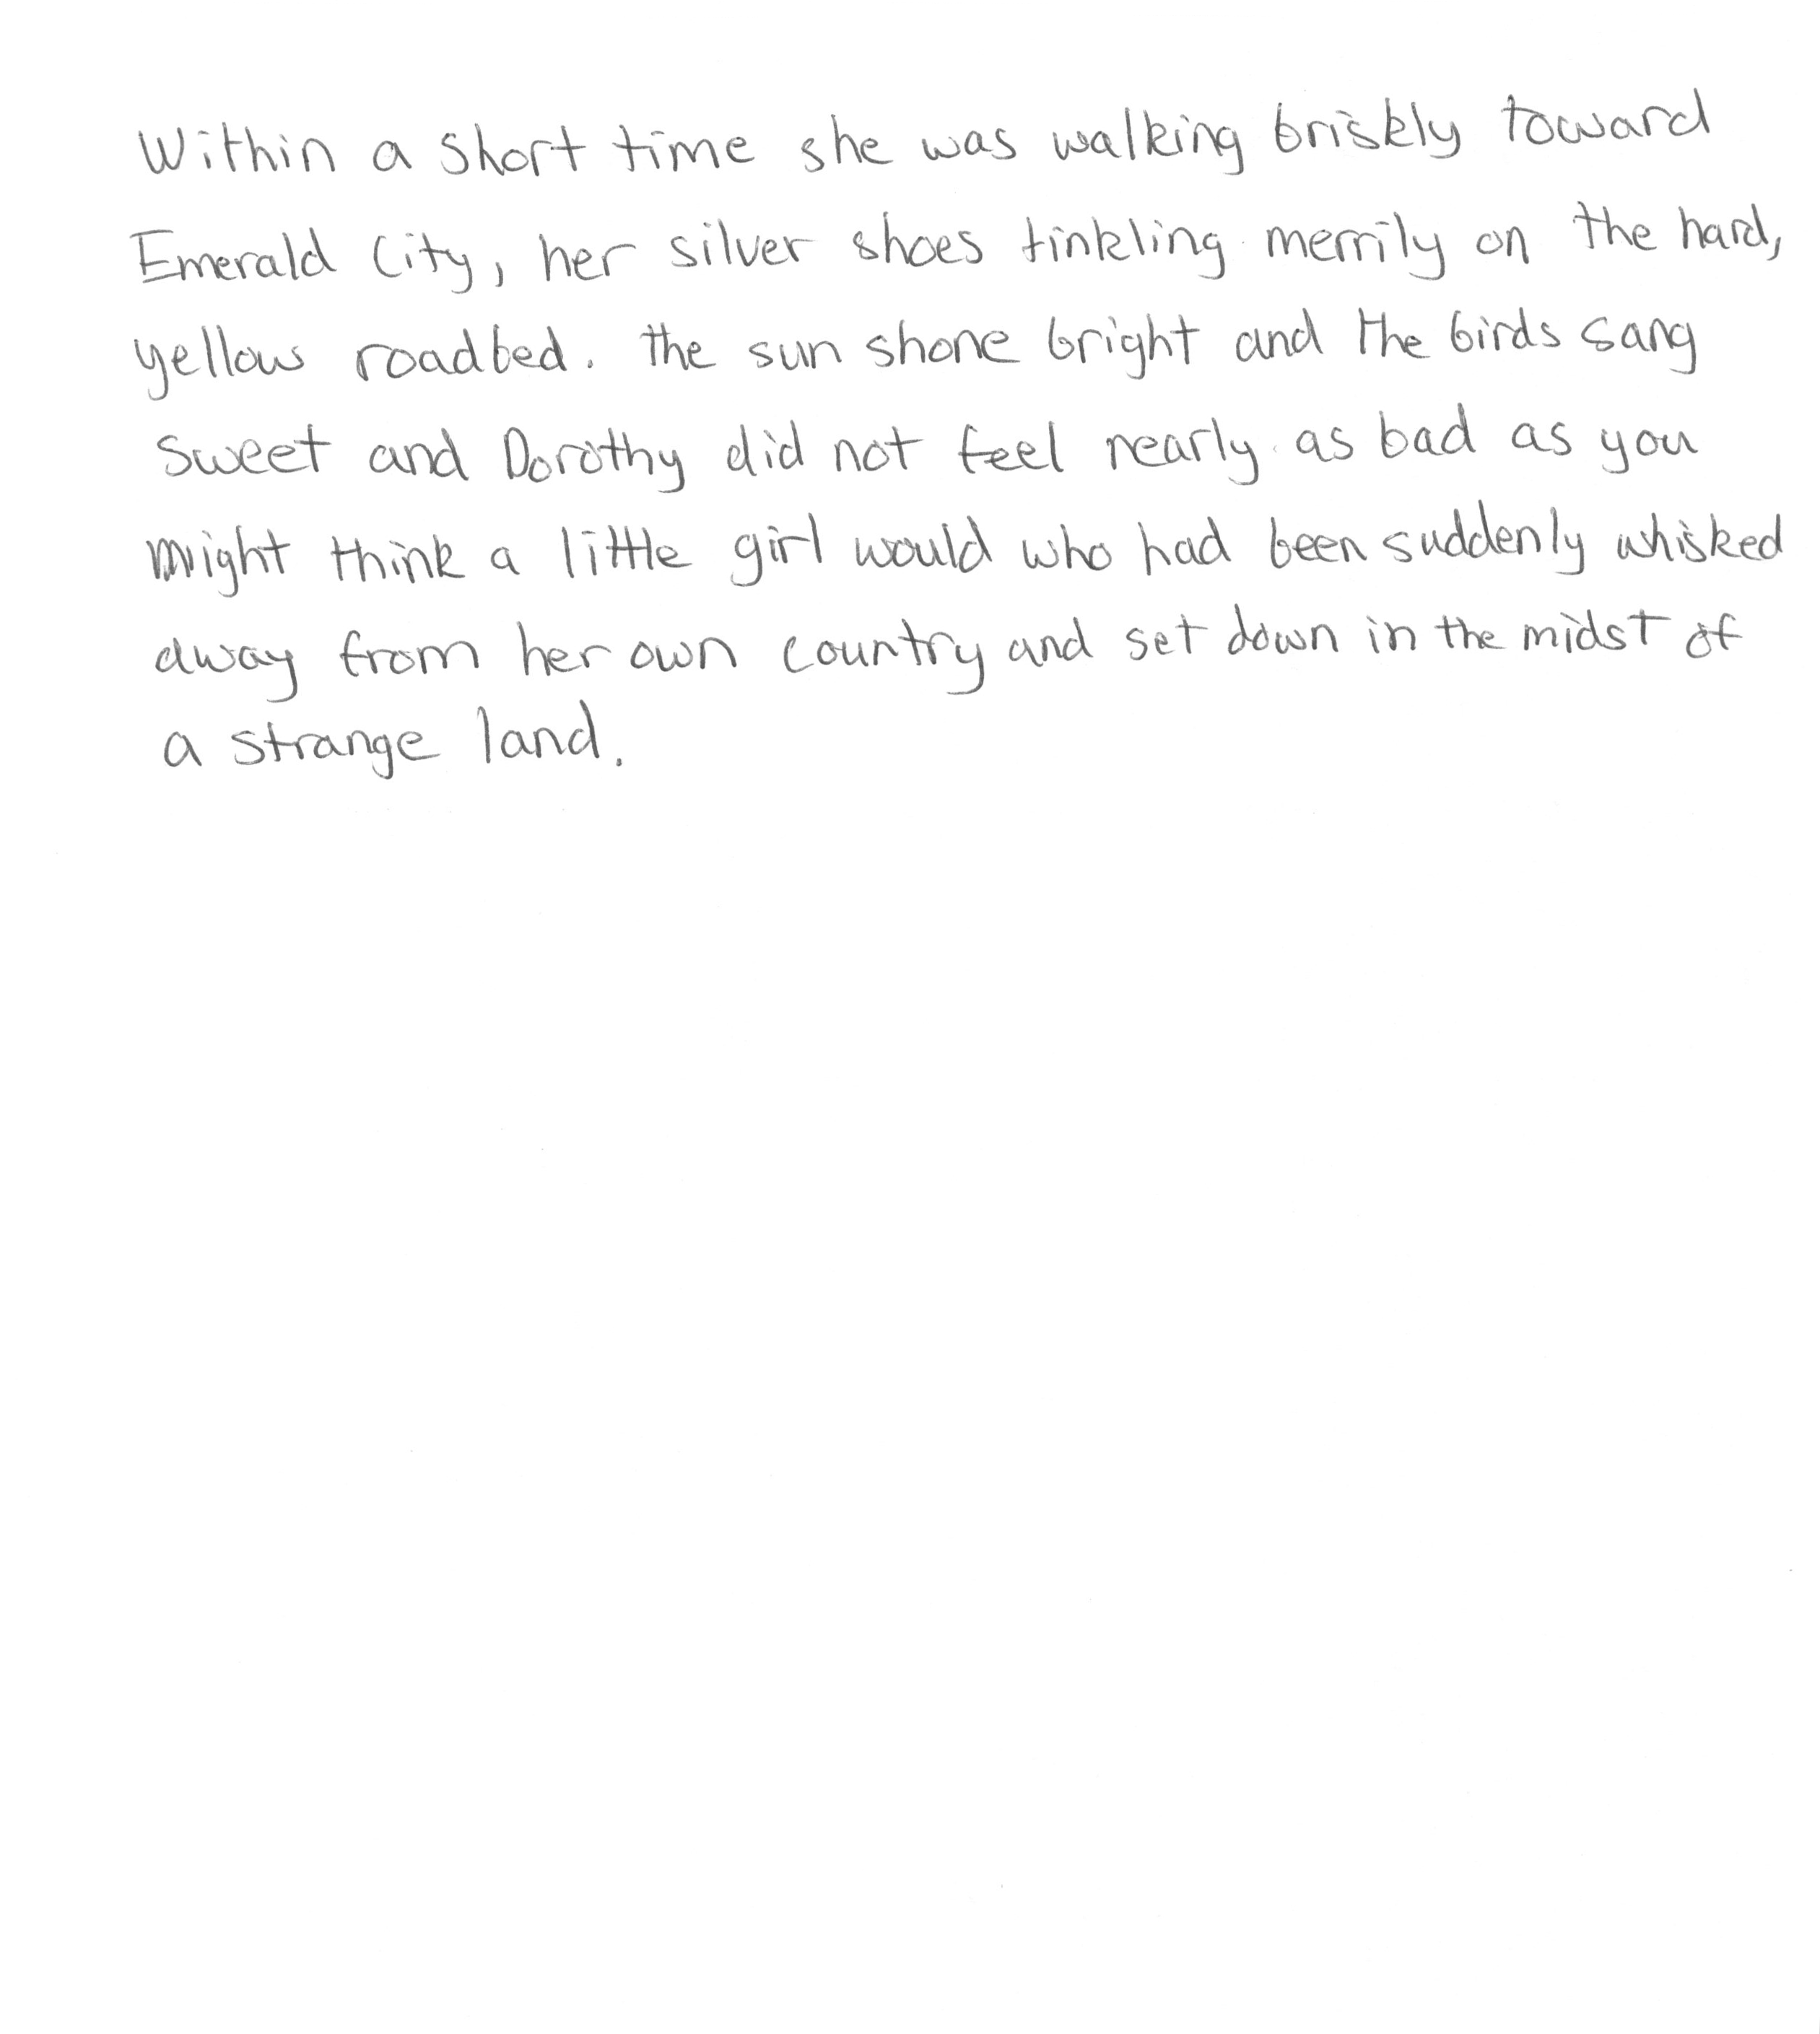 Within a short time she was walking briskly toward
Emerald City, her silver shoes tinkling merrily on the hard,
yellow roadbed. The sun shone bright and the birds sang
sweet and Dorothy did not feel nearly as bad as you
might think a little girl would who had been suddenly whisked
away from her own country and set down in the midst of
a strange land.